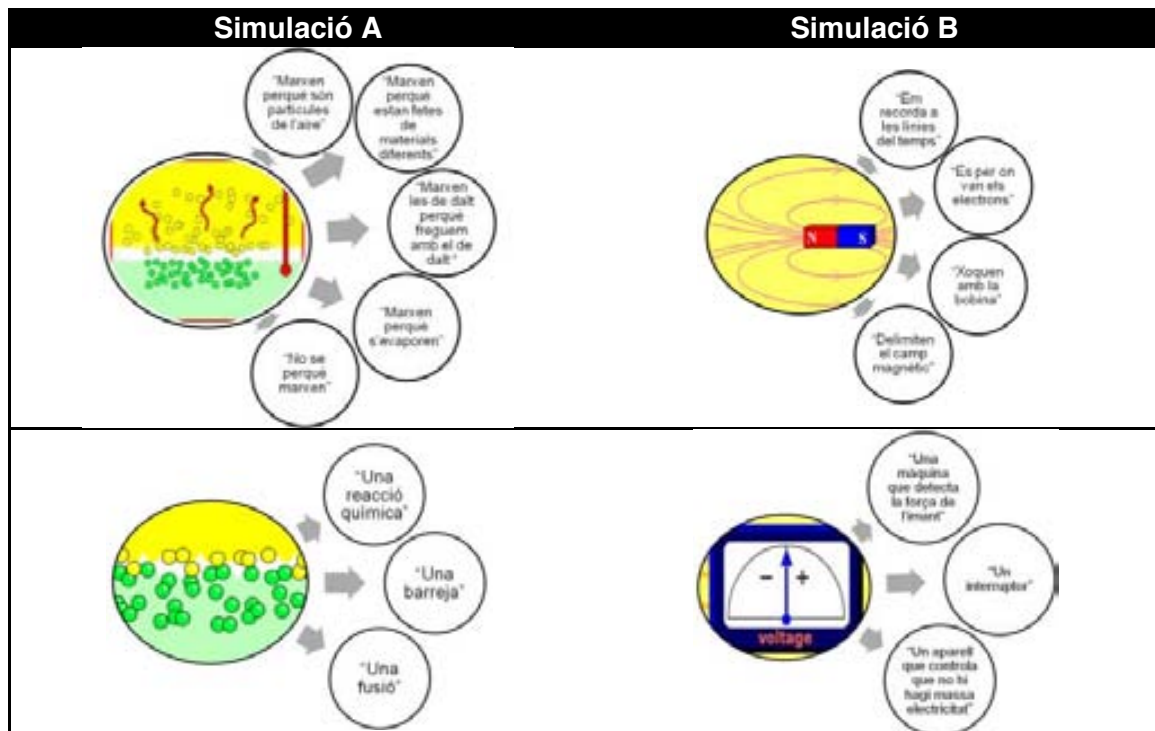 Simulació A
Simulació B
"Marxen
perquè són
partícules
de l'aire"
"Marxen
perquè
estan fetes
de
materials
diferents"
"Marxen
les de dalt
perquè
freguem
amb el de
dalt"
"Marxen
perquè
s'evaporen"
"No se
perquè
marxen"
"Em
recorda a
les línies
del temps"
"Es per on
van els
electrons"
"Xoquen
amb la
bobina"
"Delimiten
el camp
magnètic"
N S
"Una
reacció
química"
"Una
barreja"
"Una
fusió"
"Una
màquina
que detecta
la força de
l'imant"
"Un
interruptor"
"Un aparell
que controla
que no hi
hagi massa
electricitat"
− +
voltage